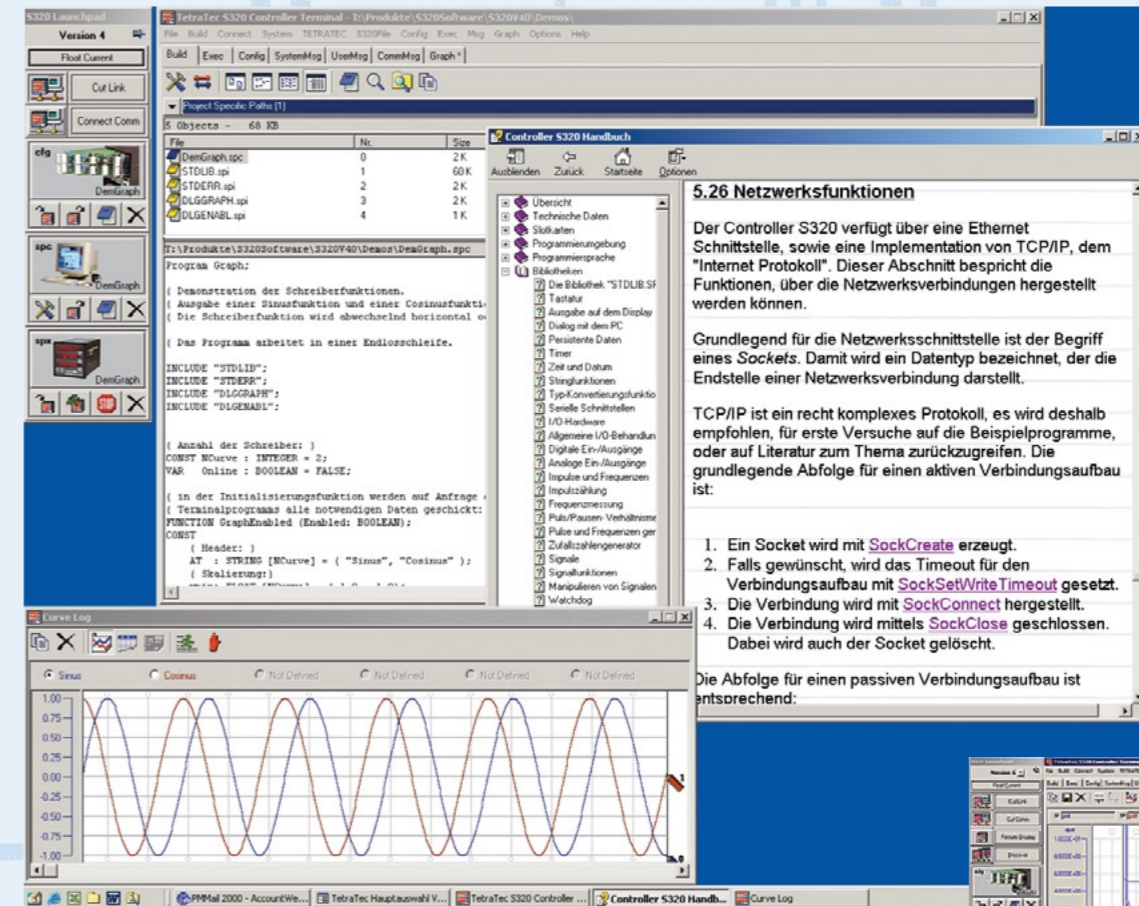 S320 Launchpad
Version 4
Float Current
Cut Link
Connect Comm
cfg
DemGraph
spc
DemGraph
spx
DemGraph
STOP
TetraTec S320 Controller Terminal - T:\Produkte\S320Software\S320V40\Demos\
File Build Connect System TETRATEC S320File Config Exec Msg Graph Options Help
Build Exec Config SystemMsg UserMsg CommMsg Graph *
Project Specific Paths [1]
5 Objects - 68 KB
File Nr. Size
DemGraph.spc 0 2 K
STDLIB.spi 1 60 K
STDERR.spi 2 2 K
DLGGRAPH.spi 3 2 K
DLGENABL.spi 4 1 K
T:\Produkte\S320Software\S320V40\Demos\DemGraph.spc
Program Graph;
( Demonstration der Schreiberfunktionen.
( Ausgabe einer Sinusfunktion und einer Cosinusfunkti
( Die Schreiberfunktion wird abwechselnd horizontal o
( Das Programm arbeitet in einer Endlosschleife.
INCLUDE "STDLIB";
INCLUDE "STDERR";
INCLUDE "DLGGRAPH";
INCLUDE "DLGENABL";
( Anzahl der Schreiber: )
CONST NCurve : INTEGER = 2;
VAR Online : BOOLEAN = FALSE;
( in der Initialisierungsfunktion werden auf Anfrage
( Terminalprograms alle notwendigen Daten geschickt:
FUNCTION GraphEnabled (Enabled: BOOLEAN);
CONST
( Header: )
AT : STRING [NCurve] = ( "Sinus", "Cosinus" );
( Skalierung:)
Controller S320 Handbuch
Ausblenden Zurück Startseite Optionen
Übersicht
Technische Daten
Slotkarten
Programmierumgebung
Programmiersprache
Bibliotheken
Die Bibliothek "STDLIB.SF
Tastatur
Ausgabe auf dem Display
Dialog mit dem PC
Persistente Daten
Timer
Zeit und Datum
Stringfunktionen
Typ-Konvertierungsfunktio
Serielle Schnittstellen
I/O-Hardware
Allgemeine I/O-Behandlun
Digitale Ein-/Ausgänge
Analoge Ein-/Ausgänge
Impulse und Frequenzen
Impulszählung
Frequenzmessung
Puls/Pausen- Verhältnisme
Pulse und Frequenzen ger
Zufallszahlengenerator
Signale
Signalfunktionen
Manipulieren von Signalen
Watchdog
5.26 Netzwerksfunktionen
Der Controller S320 verfügt über eine Ethernet
Schnittstelle, sowie eine Implementation von TCP/IP, dem
"Internet Protokoll". Dieser Abschnitt bespricht die
Funktionen, über die Netzwerksverbindungen hergestellt
werden können.
Grundlegend für die Netzwerksschnittstelle ist der Begriff
eines Sockets. Damit wird ein Datentyp bezeichnet, der die
Endstelle einer Netzwerksverbindung darstellt.
TCP/IP ist ein recht komplexes Protokoll, es wird deshalb
empfohlen, für erste Versuche auf die Beispielprogramme,
oder auf Literatur zum Thema zurückzugreifen. Die
grundlegende Abfolge für einen aktiven Verbindungsaufbau
ist:
1. Ein Socket wird mit SockCreate erzeugt.
2. Falls gewünscht, wird das Timeout für den
Verbindungsaufbau mit SockSetWriteTimeout gesetzt.
3. Die Verbindung wird mit SockConnect hergestellt.
4. Die Verbindung wird mittels SockClose geschlossen.
Dabei wird auch der Socket gelöscht.
Die Abfolge für einen passiven Verbindungsaufbau ist
entsprechend:
Curve Log
Sinus Cosinus Not Defined Not Defined Not Defined Not Defined
1.00
0.75
0.50
0.25
0.00
-0.25
-0.50
-0.75
-1.00
1
0
PMMail 2000 - AccountWe... TetraTec Hauptauswahl V... TetraTec S320 Controller ... Controller S320 Handb... Curve Log
Version 4
Float Current
Cut Link
Cut Comm